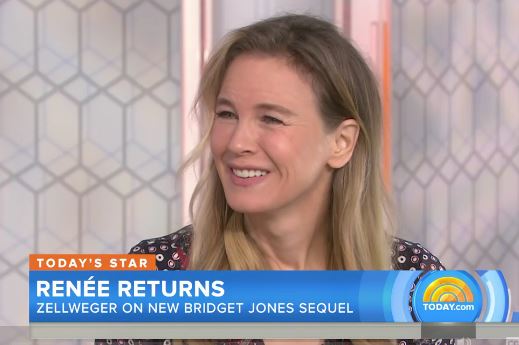 TODAY'S STAR
RENÉE RETURNS
ZELLWEGER ON NEW BRIDGET JONES SEQUEL
TODAY.com